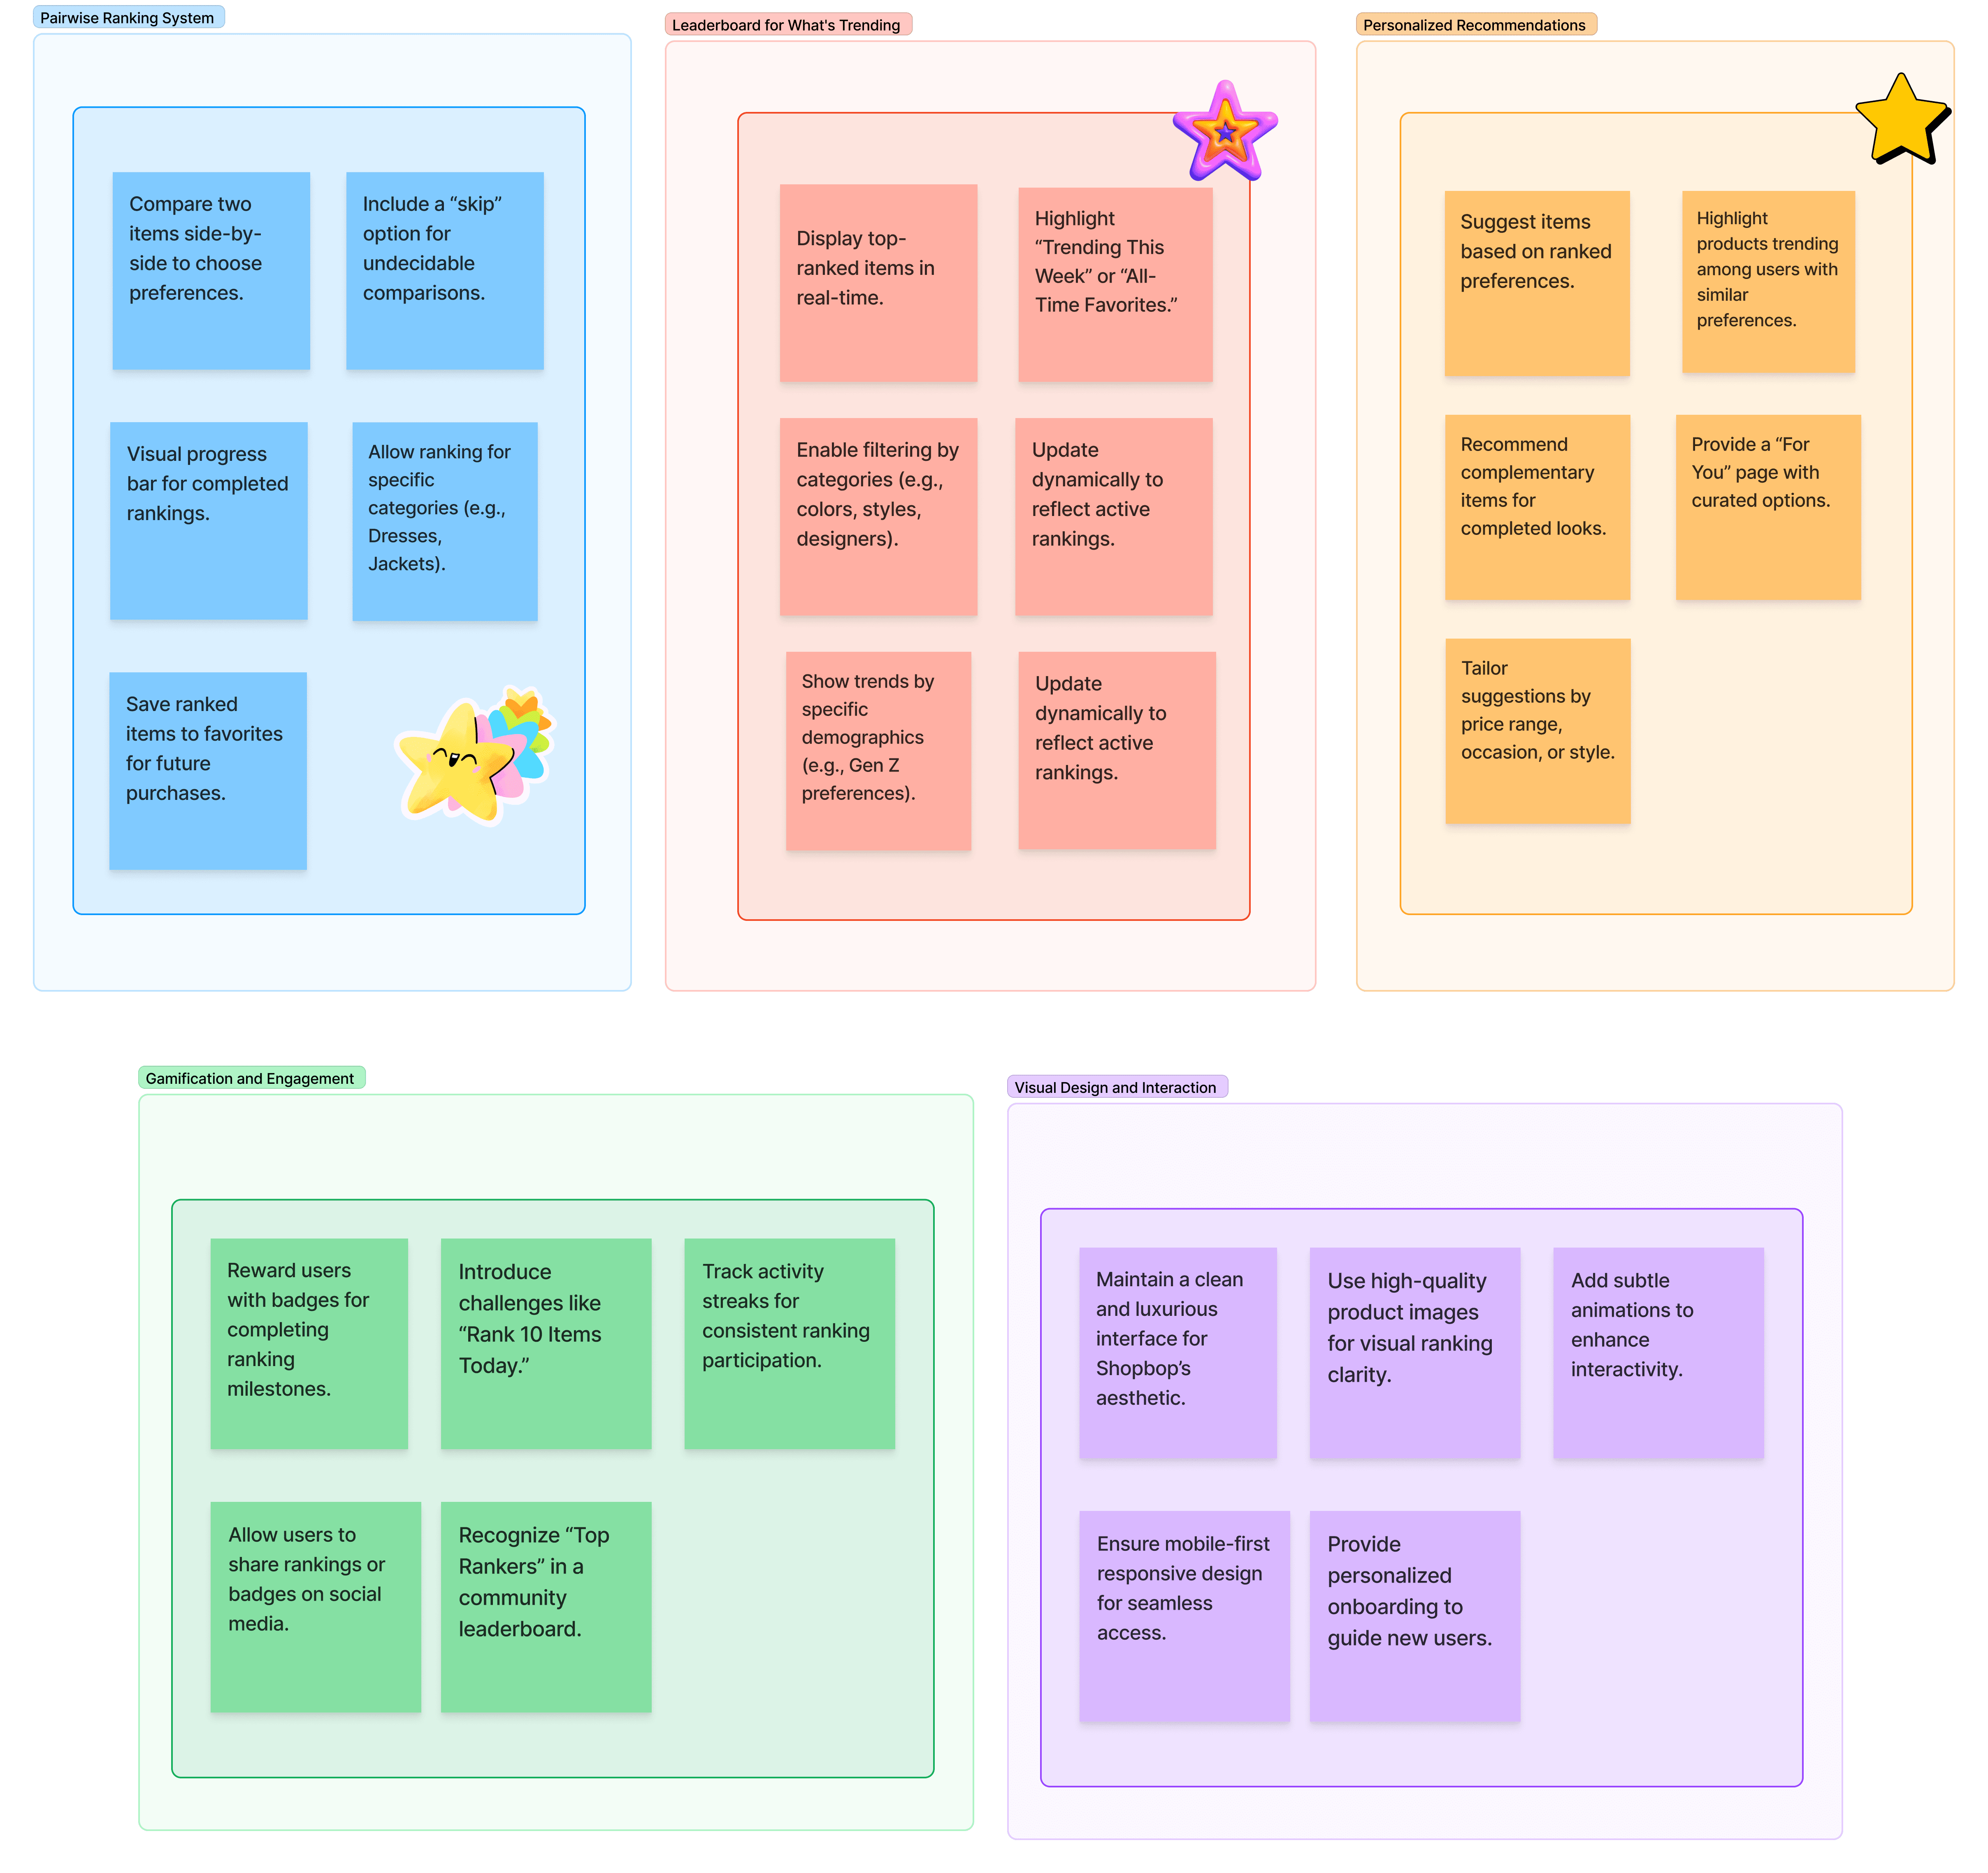 Pairwise Ranking System
Compare two
items side-by-
side to choose
preferences.
Include a “skip”
option for
undecidable
comparisons.
Visual progress
bar for completed
rankings.
Allow ranking for
specific
categories (e.g.,
Dresses,
Jackets).
Save ranked
items to favorites
for future
purchases.
Leaderboard for What's Trending
Display top-
ranked items in
real-time.
Highlight
“Trending This
Week” or “All-
Time Favorites.”
Enable filtering by
categories (e.g.,
colors, styles,
designers).
Update
dynamically to
reflect active
rankings.
Show trends by
specific
demographics
(e.g., Gen Z
preferences).
Update
dynamically to
reflect active
rankings.
Personalized Recommendations
Suggest items
based on ranked
preferences.
Highlight
products trending
among users with
similar
preferences.
Recommend
complementary
items for
completed looks.
Provide a “For
You” page with
curated options.
Tailor
suggestions by
price range,
occasion, or style.
Gamification and Engagement
Reward users
with badges for
completing
ranking
milestones.
Introduce
challenges like
“Rank 10 Items
Today.”
Track activity
streaks for
consistent ranking
participation.
Allow users to
share rankings or
badges on social
media.
Recognize “Top
Rankers” in a
community
leaderboard.
Visual Design and Interaction
Maintain a clean
and luxurious
interface for
Shopbop’s
aesthetic.
Use high-quality
product images
for visual ranking
clarity.
Add subtle
animations to
enhance
interactivity.
Ensure mobile-first
responsive design
for seamless
access.
Provide
personalized
onboarding to
guide new users.